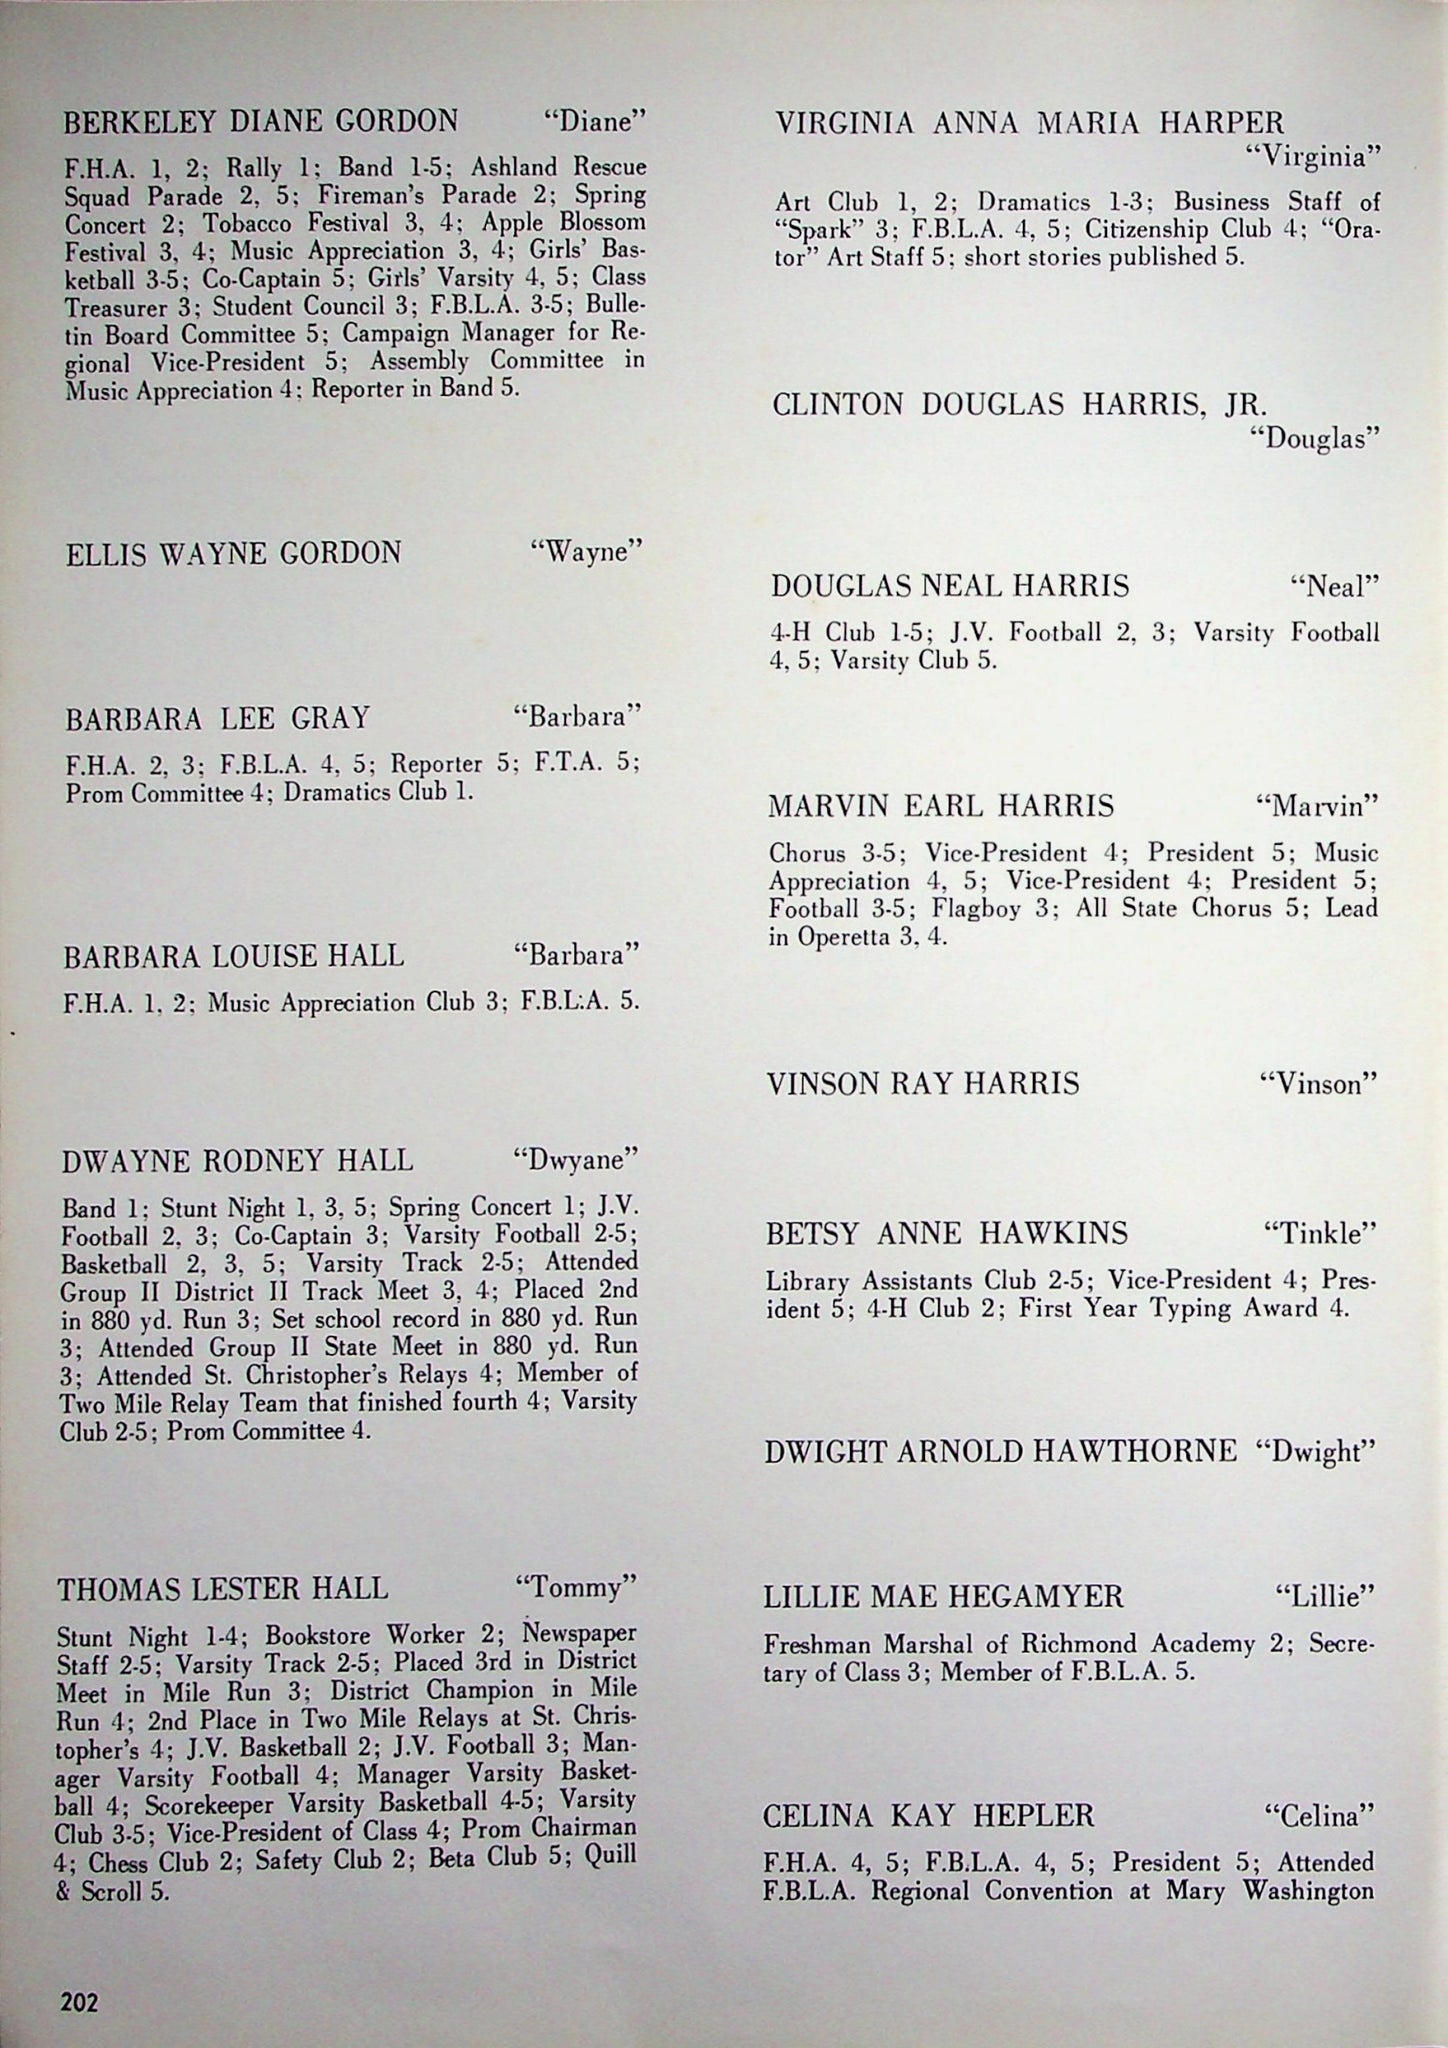 BERKELEY DIANE GORDON "Diane"
F.H.A. 1, 2; Rally 1; Band 1-5; Ashland Rescue
Squad Parade 2, 5; Fireman's Parade 2; Spring
Concert 2; Tobacco Festival 3, 4; Apple Blossom
Festival 3, 4; Music Appreciation 3, 4; Girls' Bas-
ketball 3-5; Co-Captain 5; Girls' Varsity 4, 5; Class
Treasurer 3; Student Council 3; F.B.L.A. 3-5; Bulle-
tin Board Committee 5; Campaign Manager for Re-
gional Vice-President 5; Assembly Committee in
Music Appreciation 4; Reporter in Band 5.
ELLIS WAYNE GORDON "Wayne"
BARBARA LEE GRAY "Barbara"
F.H.A. 2, 3; F.B.L.A. 4, 5; Reporter 5; F.T.A. 5;
Prom Committee 4; Dramatics Club 1.
BARBARA LOUISE HALL "Barbara"
F.H.A. 1, 2; Music Appreciation Club 3; F.B.L.A. 5.
DWAYNE RODNEY HALL "Dwyane"
Band 1; Stunt Night 1, 3, 5; Spring Concert 1; J.V.
Football 2, 3; Co-Captain 3; Varsity Football 2-5;
Basketball 2, 3, 5; Varsity Track 2-5; Attended
Group II District II Track Meet 3, 4; Placed 2nd
in 880 yd. Run 3; Set school record in 880 yd. Run
3; Attended Group II State Meet in 880 yd. Run
3; Attended St. Christopher's Relays 4; Member of
Two Mile Relay Team that finished fourth 4; Varsity
Club 2-5; Prom Committee 4.
THOMAS LESTER HALL "Tommy"
Stunt Night 1-4; Bookstore Worker 2; Newspaper
Staff 2-5; Varsity Track 2-5; Placed 3rd in District
Meet in Mile Run 3; District Champion in Mile
Run 4; 2nd Place in Two Mile Relays at St. Chris-
topher's 4; J.V. Basketball 2; J.V. Football 3; Man-
ager Varsity Football 4; Manager Varsity Basket-
ball 4; Scorekeeper Varsity Basketball 4-5; Varsity
Club 3-5; Vice-President of Class 4; Prom Chairman
4; Chess Club 2; Safety Club 2; Beta Club 5; Quill
& Scroll 5.
202
VIRGINIA ANNA MARIA HARPER
"Virginia"
Art Club 1, 2; Dramatics 1-3; Business Staff of
"Spark" 3; F.B.L.A. 4, 5; Citizenship Club 4; "Ora-
tor" Art Staff 5; short stories published 5.
CLINTON DOUGLAS HARRIS, JR.
"Douglas"
DOUGLAS NEAL HARRIS "Neal"
4-H Club 1-5; J.V. Football 2, 3; Varsity Football
4, 5; Varsity Club 5.
MARVIN EARL HARRIS "Marvin"
Chorus 3-5; Vice-President 4; President 5; Music
Appreciation 4, 5; Vice-President 4; President 5;
Football 3-5; Flagboy 3; All State Chorus 5; Lead
in Operetta 3, 4.
VINSON RAY HARRIS "Vinson"
BETSY ANNE HAWKINS "Tinkle"
Library Assistants Club 2-5; Vice-President 4; Pres-
ident 5; 4-H Club 2; First Year Typing Award 4.
DWIGHT ARNOLD HAWTHORNE "Dwight"
LILLIE MAE HEGAMYER "Lillie"
Freshman Marshal of Richmond Academy 2; Secre-
tary of Class 3; Member of F.B.L.A. 5.
CELINA KAY HEPLER "Celina"
F.H.A. 4, 5; F.B.L.A. 4, 5; President 5; Attended
F.B.L.A. Regional Convention at Mary Washington